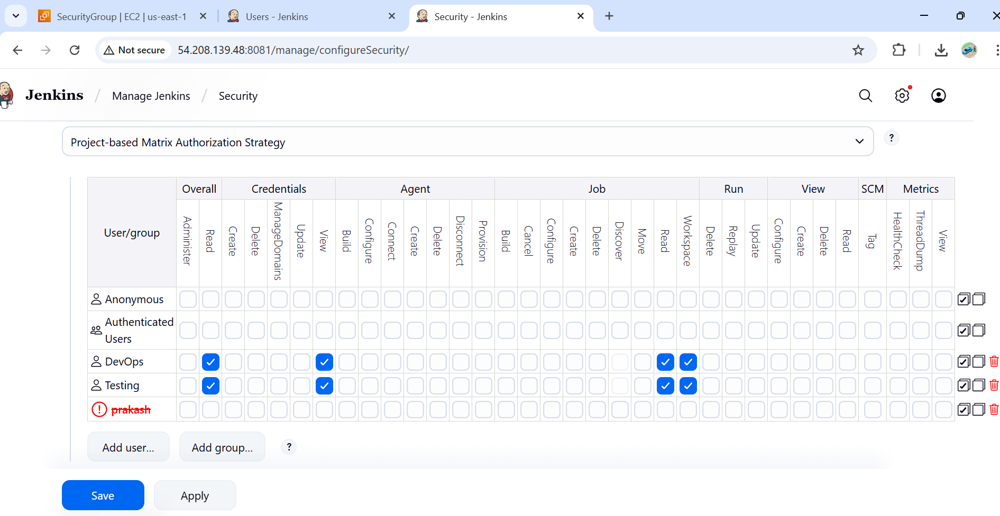 SecurityGroup | EC2 | us-east-1
Users - Jenkins
Security - Jenkins
Not secure
54.208.139.48:8081/manage/configureSecurity/
Jenkins / Manage Jenkins / Security
Project-based Matrix Authorization Strategy
?
User/group
Overall
Credentials
Agent
Job
Run
View
SCM
Metrics
Administer
Read
Create
Delete
ManageDomains
Update
View
Build
Configure
Connect
Create
Delete
Disconnect
Provision
Build
Cancel
Configure
Create
Delete
Discover
Move
Read
Workspace
Delete
Replay
Update
Configure
Create
Delete
Read
Tag
HealthCheck
ThreadDump
View
Anonymous
Authenticated
Users
DevOps
Testing
prakash
Add user...
Add group...
?
Save
Apply